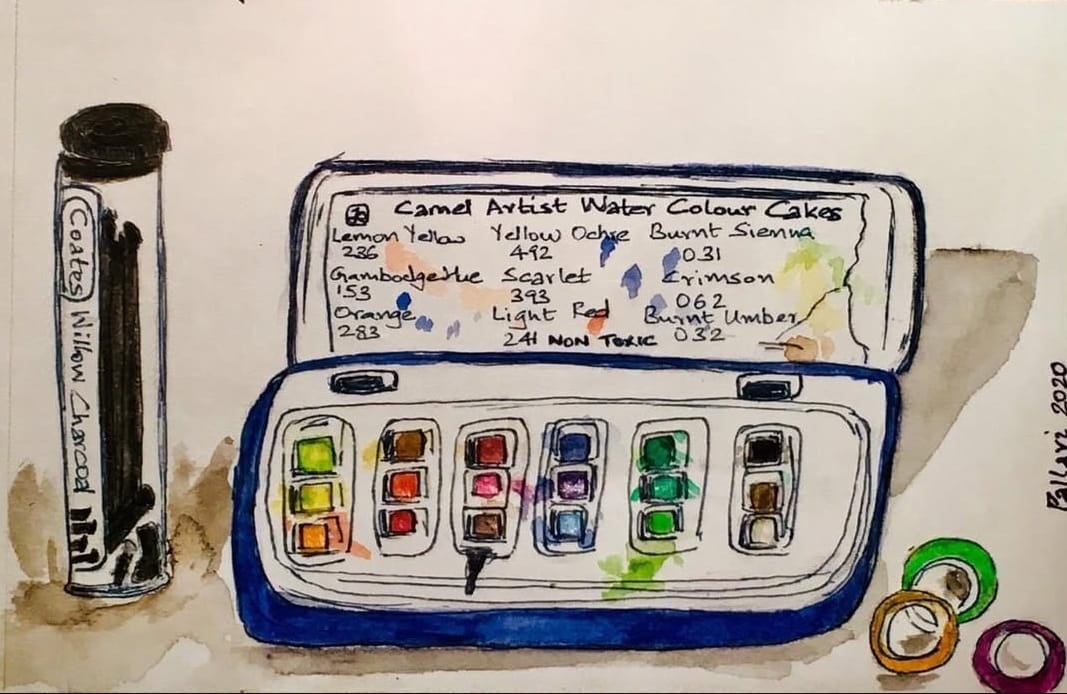 Camel Artist Water Colour Cakes
Lemon Yellow Yellow Ochre Burnt Sienna
236 492 031
Gambodge Hue Scarlet Crimson
153 393 062
Orange Light Red Burnt Umber
283 241 NON TOXIC 032
Coates Willow Charcoal
Pallavi 2020